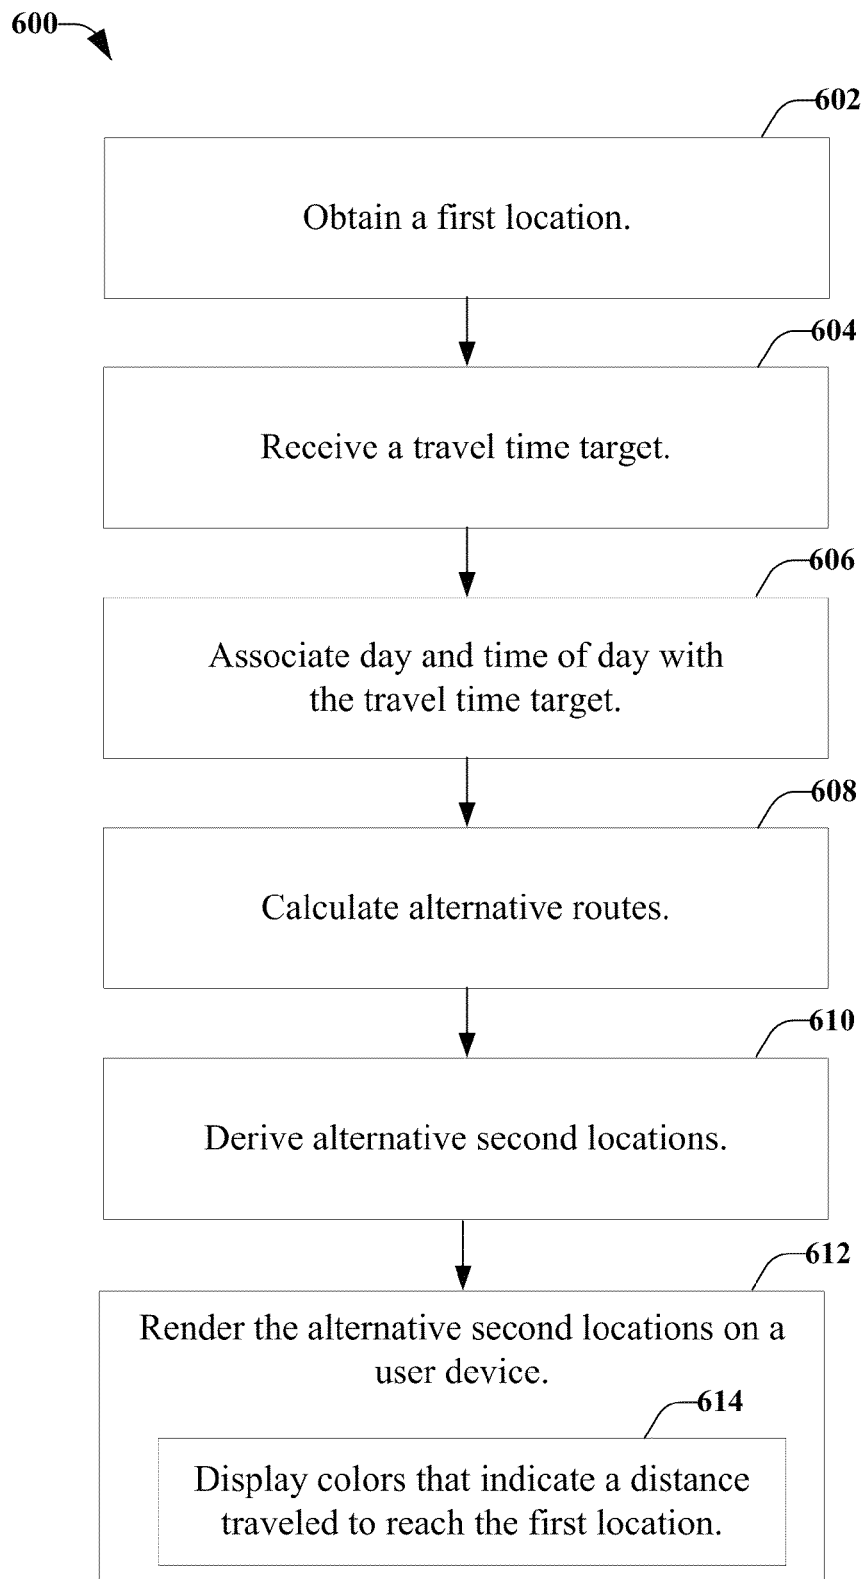 600
602
Obtain a first location.
604
Receive a travel time target.
606
Associate day and time of day with
the travel time target.
608
Calculate alternative routes.
610
Derive alternative second locations.
612
Render the alternative second locations on a
user device.
614
Display colors that indicate a distance
traveled to reach the first location.